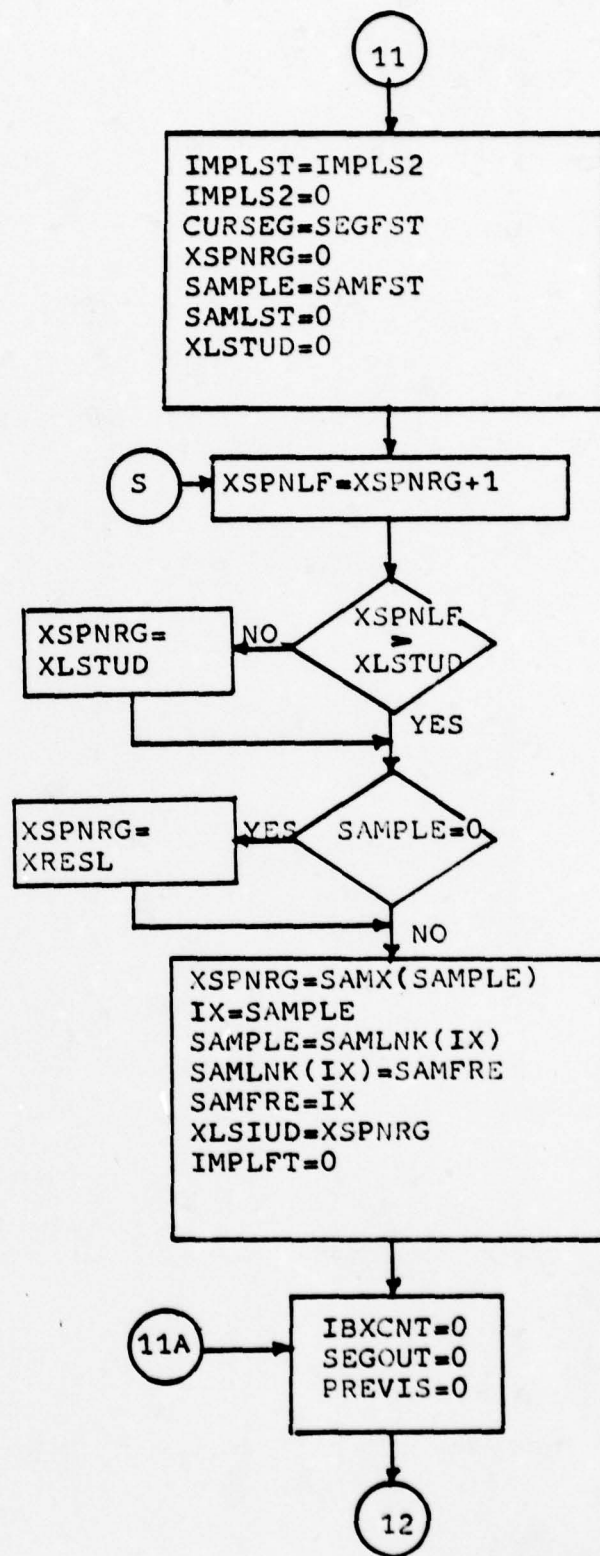 11
IMPLST=IMPLS2
IMPLS2=0
CURSEG=SEGFST
XSPNRG=0
SAMPLE=SAMFST
SAMLST=0
XLSTUD=0
S
XSPNLF=XSPNRG+1
XSPNLF
>
XLSTUD
NO
XSPNRG=
XLSTUD
YES
SAMPLE=0
YES
XSPNRG=
XRESL
NO
XSPNRG=SAMX(SAMPLE)
IX=SAMPLE
SAMPLE=SAMLNK(IX)
SAMLNK(IX)=SAMFRE
SAMFRE=IX
XLSIUD=XSPNRG
IMPLFT=0
11A
IBXCNT=0
SEGOUT=0
PREVIS=0
12